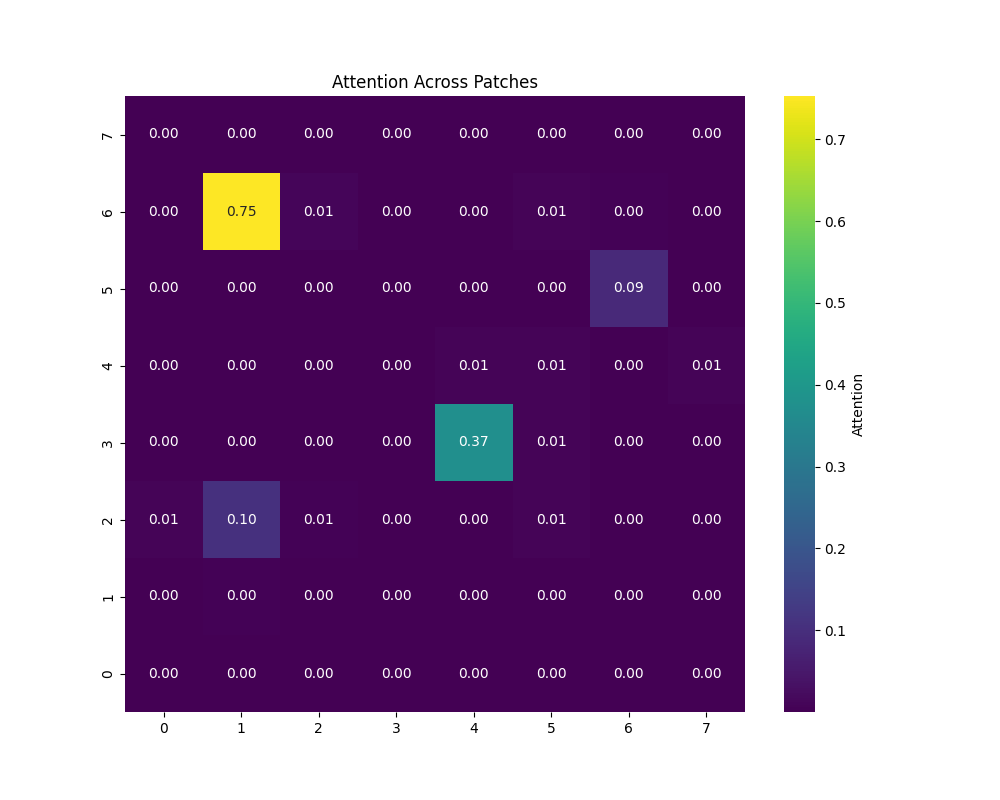 Attention Across Patches
7 0.00 0.00 0.00 0.00 0.00 0.00 0.00 0.00
6 0.00 0.75 0.01 0.00 0.00 0.01 0.00 0.00
5 0.00 0.00 0.00 0.00 0.00 0.00 0.09 0.00
4 0.00 0.00 0.00 0.00 0.01 0.01 0.00 0.01
3 0.00 0.00 0.00 0.00 0.37 0.01 0.00 0.00
2 0.01 0.10 0.01 0.00 0.00 0.01 0.00 0.00
1 0.00 0.00 0.00 0.00 0.00 0.00 0.00 0.00
0 0.00 0.00 0.00 0.00 0.00 0.00 0.00 0.00
0 1 2 3 4 5 6 7
0.7
0.6
0.5
0.4
0.3
0.2
0.1
Attention